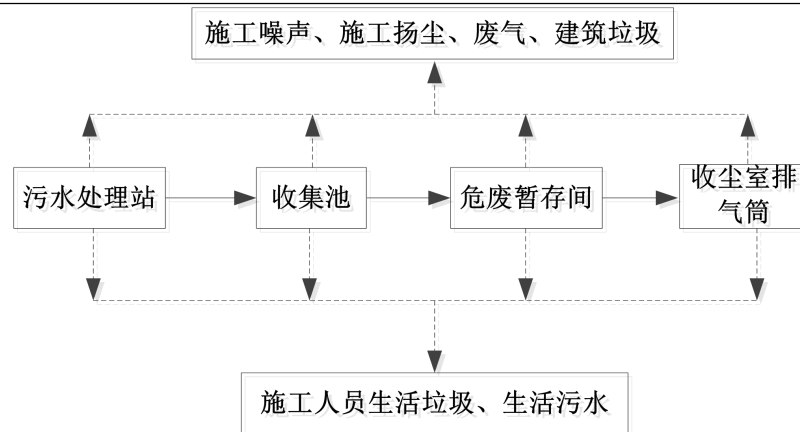 施工噪声、施工扬尘、废气、建筑垃圾
污水处理站
收集池
危废暂存间
收尘室排
气筒
施工人员生活垃圾、生活污水